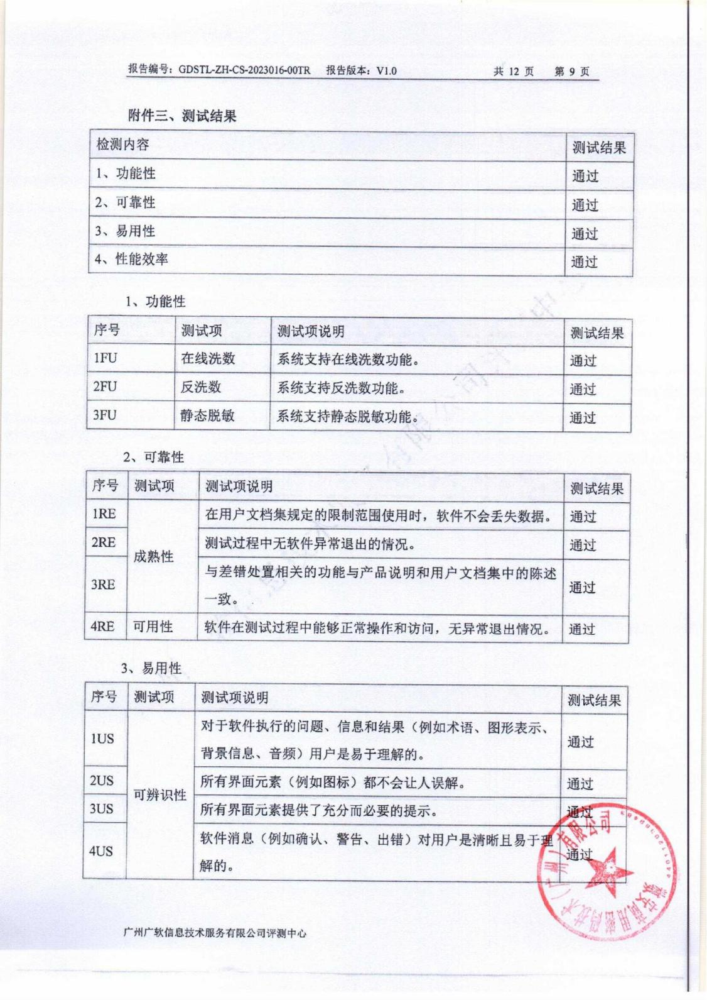 报告编号：GDSTL-ZH-CS-2023016-00TR 报告版本：V1.0 共 12 页 第 9 页
附件三、测试结果
检测内容 测试结果
1、功能性 通过
2、可靠性 通过
3、易用性 通过
4、性能效率 通过
1、功能性
序号 测试项 测试项说明 测试结果
1FU 在线洗数 系统支持在线洗数功能。 通过
2FU 反洗数 系统支持反洗数功能。 通过
3FU 静态脱敏 系统支持静态脱敏功能。 通过
2、可靠性
序号 测试项 测试项说明 测试结果
1RE 在用户文档集规定的限制范围使用时，软件不会丢失数据。 通过
2RE 测试过程中无软件异常退出的情况。 通过
成熟性
与差错处置相关的功能与产品说明和用户文档集中的陈述
3RE 通过
一致。
4RE 可用性 软件在测试过程中能够正常操作和访问，无异常退出情况。 通过
3、易用性
序号 测试项 测试项说明 测试结果
对于软件执行的问题、信息和结果（例如术语、图形表示、
1US 通过
背景信息、音频）用户是易于理解的。
2US 所有界面元素（例如图标）都不会让人误解。 通过
可辨识性
3US 所有界面元素提供了充分而必要的提示。 通过
软件消息（例如确认、警告、出错）对用户是清晰且易于理
4US 通过
解的。
商用密码技术（广州）有限公司
广州广软信息技术服务有限公司评测中心